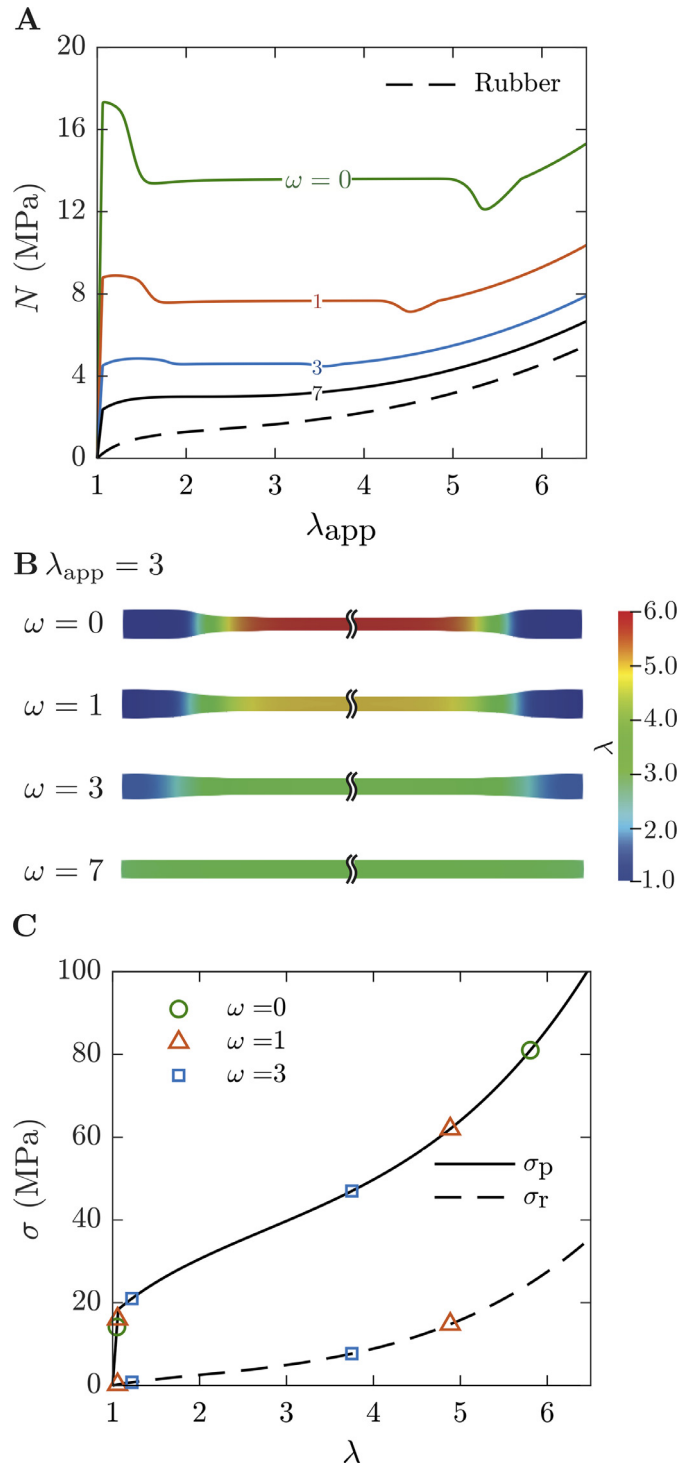 A
20
16
12
8
4
0
N (MPa)
Rubber
ω = 0
1
3
7
1 2 3 4 5 6
λapp
B λapp = 3
ω = 0
ω = 1
ω = 3
ω = 7
6.0
5.0
4.0
3.0
2.0
1.0
λ
C
100
80
60
40
20
0
σ (MPa)
ω =0
ω =1
ω =3
σp
σr
1 2 3 4 5 6
λ